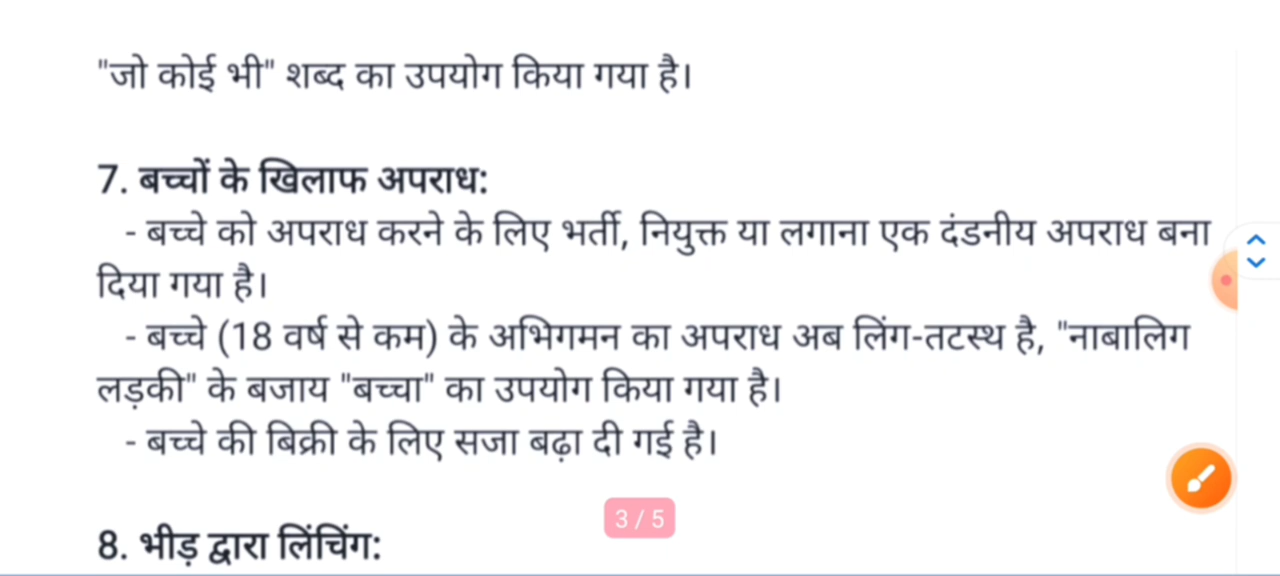 "जो कोई भी" शब्द का उपयोग किया गया है।
7. बच्चों के खिलाफ अपराध:
- बच्चे को अपराध करने के लिए भर्ती, नियुक्त या लगाना एक दंडनीय अपराध बना
दिया गया है।
- बच्चे (18 वर्ष से कम) के अभिगमन का अपराध अब लिंग-तटस्थ है, "नाबालिग
लड़की" के बजाय "बच्चा" का उपयोग किया गया है।
- बच्चे की बिक्री के लिए सजा बढ़ा दी गई है।
3 / 5
8. भीड़ द्वारा लिंचिंग: